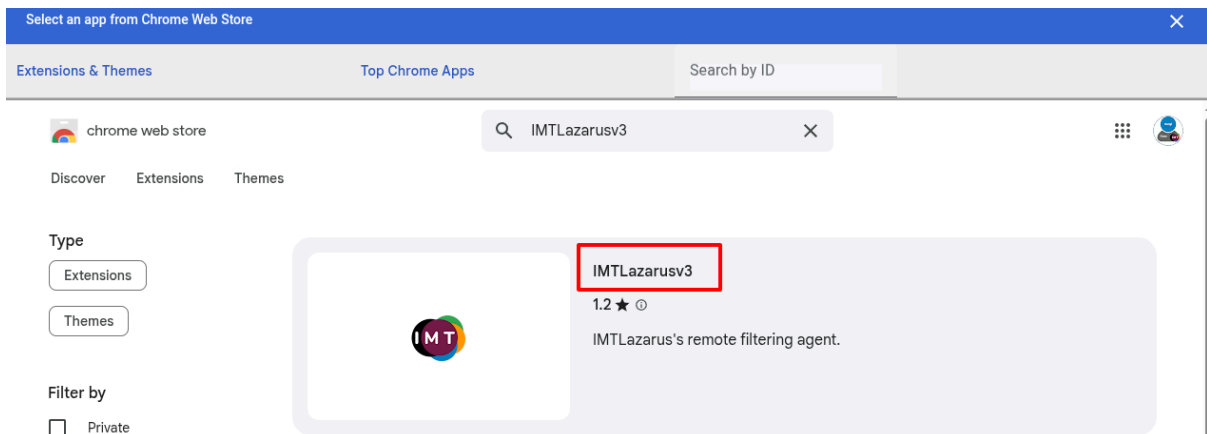 Select an app from Chrome Web Store
Extensions & Themes
Top Chrome Apps
Search by ID
chrome web store
IMTLazarusv3
Discover
Extensions
Themes
Type
Extensions
Themes
Filter by
Private
IMT
IMTLazarusv3
1.2
IMTLazarus's remote filtering agent.